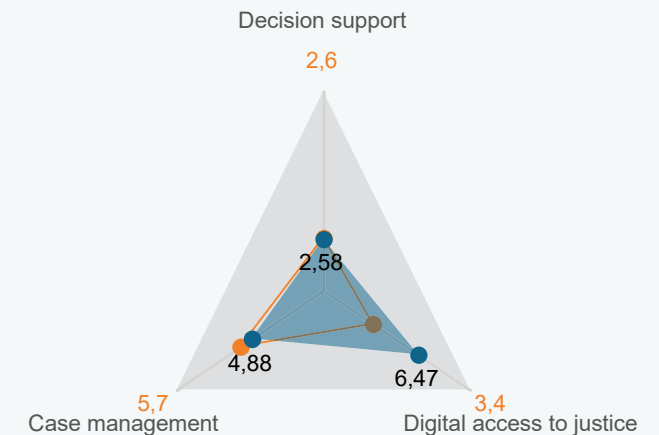 Decision support
2,6
2,58
4,88
6,47
5,7
3,4
Case management
Digital access to justice